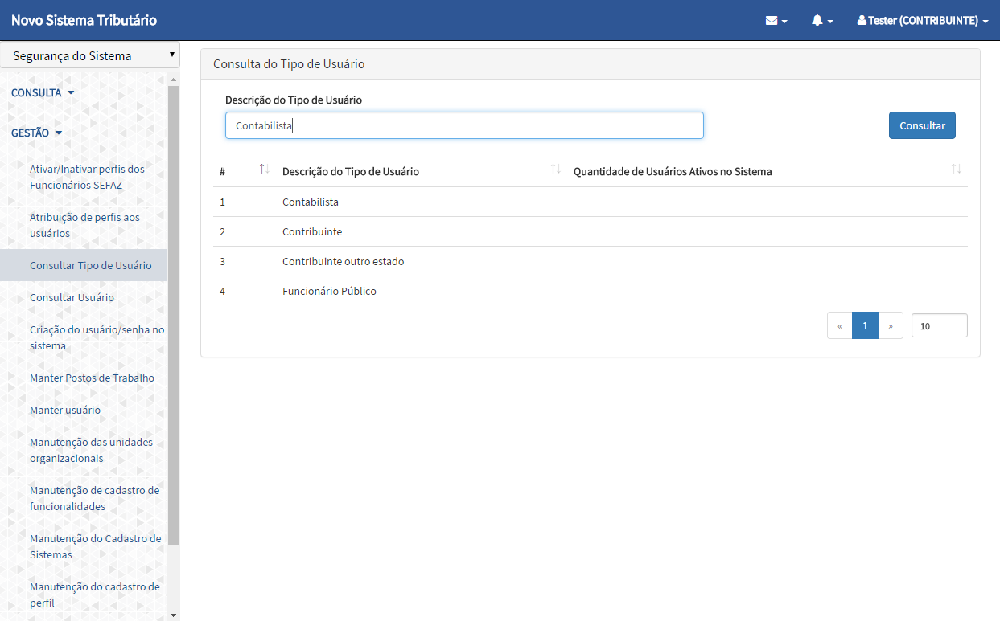 Novo Sistema Tributário
Tester (CONTRIBUINTE)
Segurança do Sistema
CONSULTA
GESTÃO
Ativar/Inativar perfis dos
Funcionários SEFAZ
Atribuição de perfis aos
usuários
Consultar Tipo de Usuário
Consultar Usuário
Criação do usuário/senha no
sistema
Manter Postos de Trabalho
Manter usuário
Manutenção das unidades
organizacionais
Manutenção de cadastro de
funcionalidades
Manutenção do Cadastro de
Sistemas
Manutenção do cadastro de
perfil
Consulta do Tipo de Usuário
Descrição do Tipo de Usuário
Contabilista
Consultar
# Descrição do Tipo de Usuário Quantidade de Usuários Ativos no Sistema
1 Contabilista
2 Contribuinte
3 Contribuinte outro estado
4 Funcionário Público
« 1 » 10